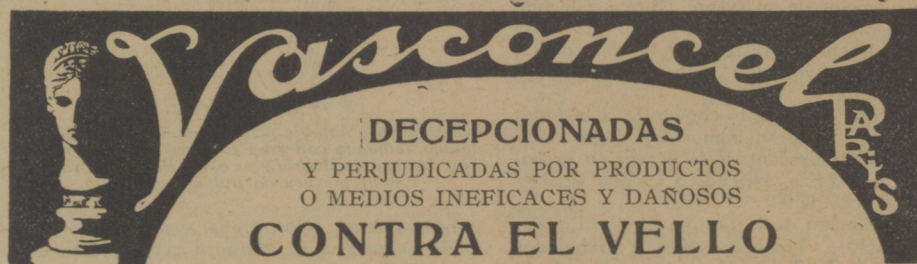 Vasconcel
PARIS
DECEPCIONADAS
Y PERJUDICADAS POR PRODUCTOS
O MEDIOS INEFICACES Y DAÑOSOS
CONTRA EL VELLO